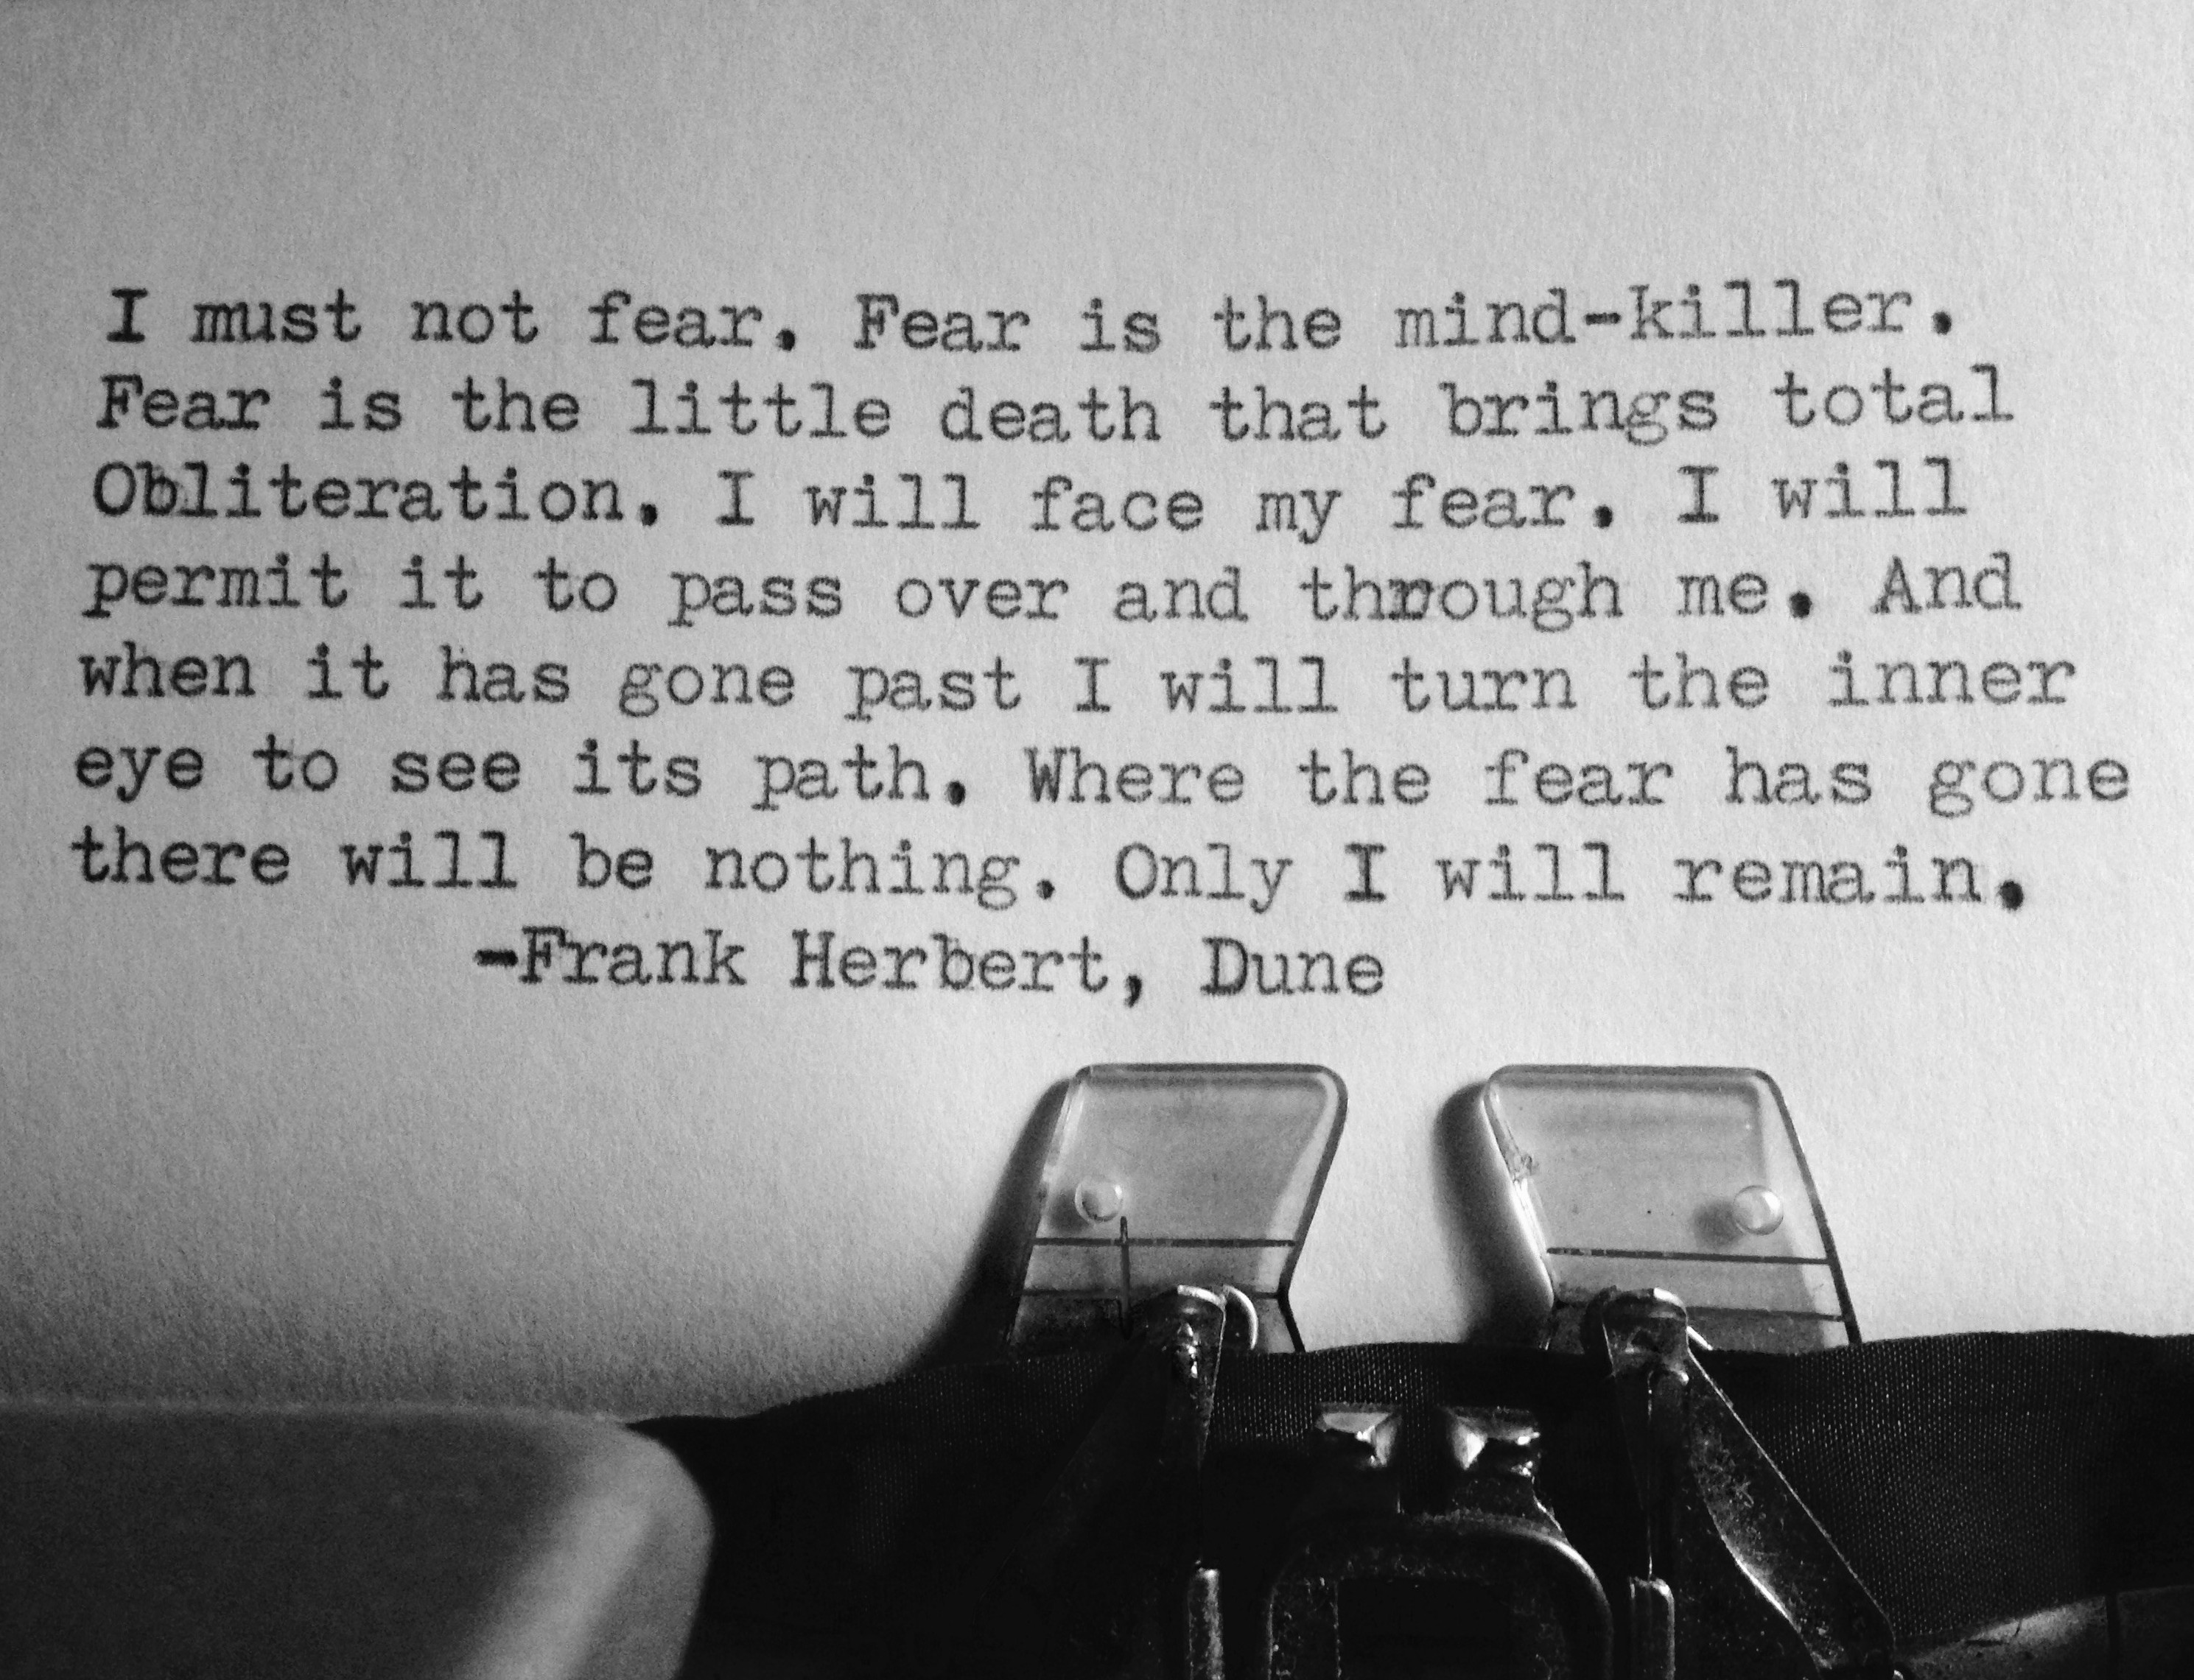 I must not fear. Fear is the mind-killer.
Fear is the little death that brings total
Obliteration. I will face my fear. I will
permit it to pass over and through me. And
when it has gone past I will turn the inner
eye to see its path. Where the fear has gone
there will be nothing. Only I will remain.
-Frank Herbert, Dune